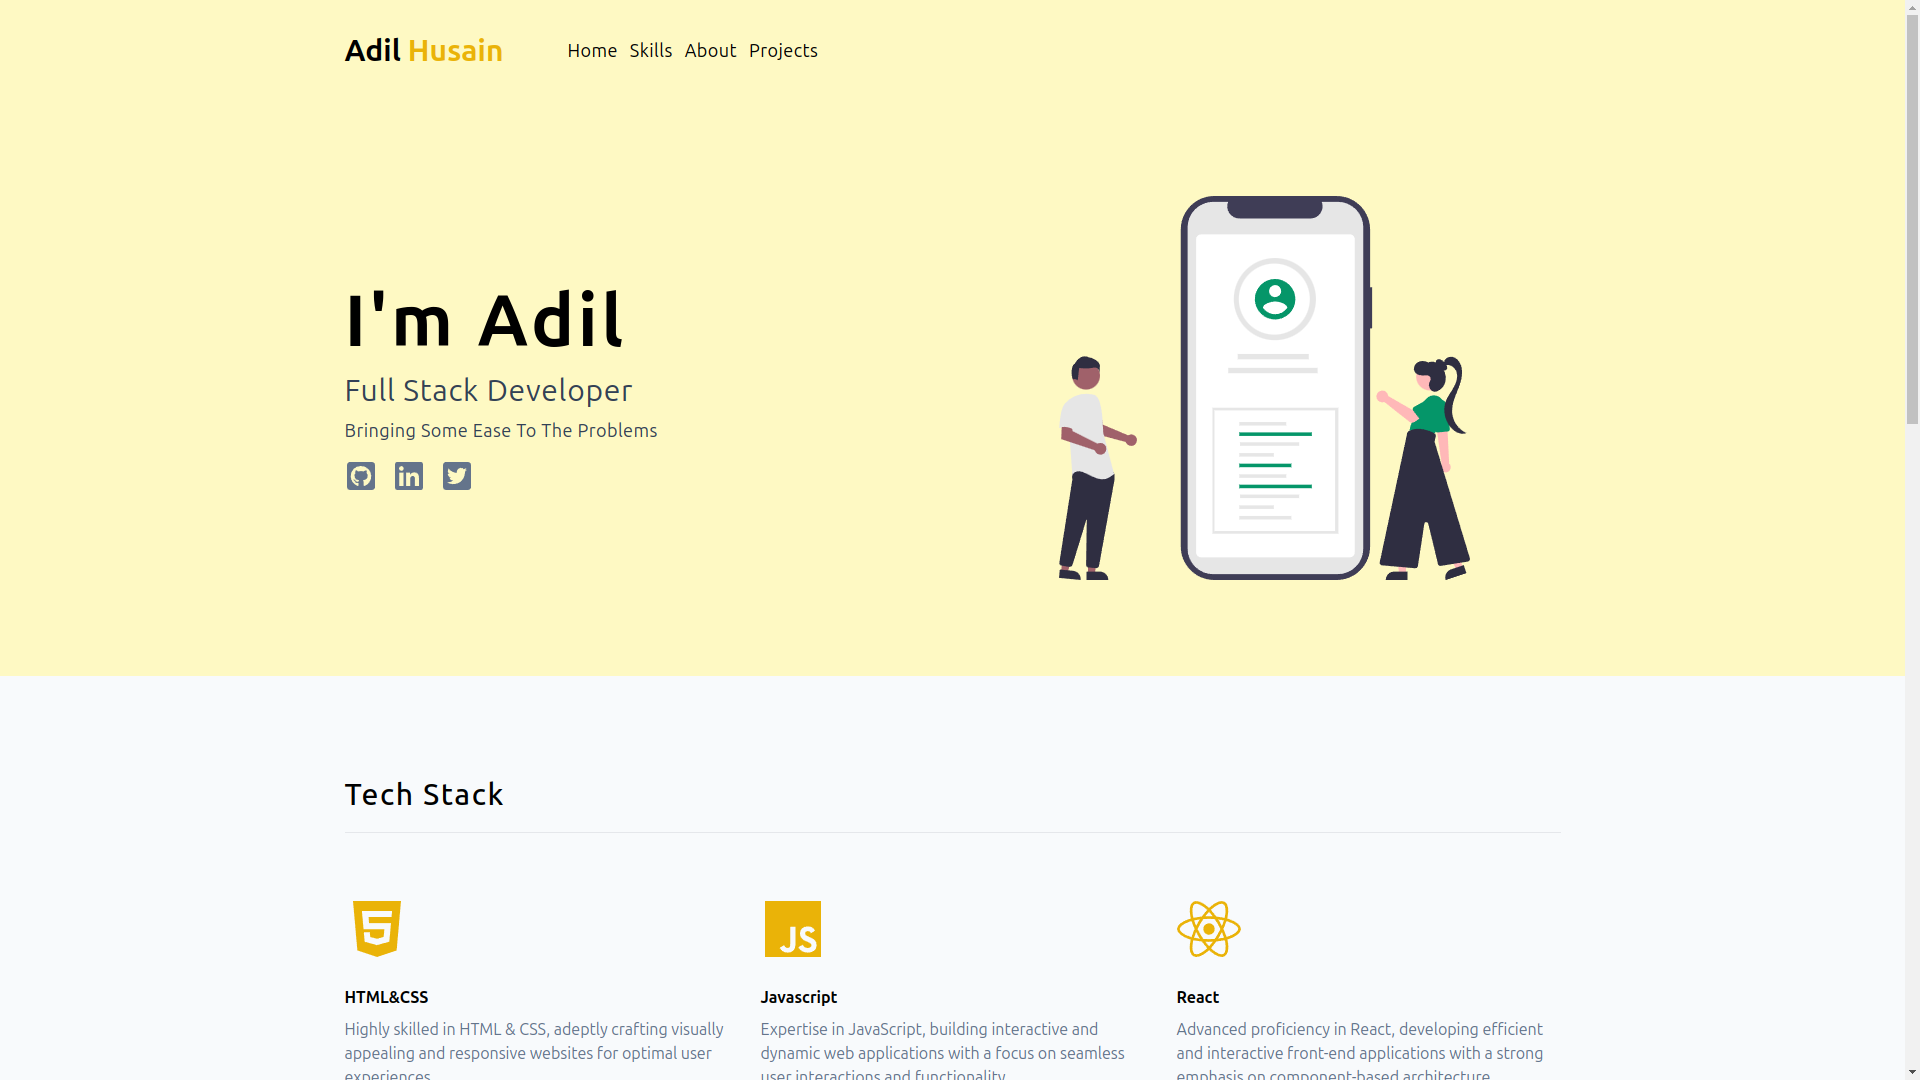 Adil Husain
Home Skills About Projects
I'm Adil
Full Stack Developer
Bringing Some Ease To The Problems
Tech Stack
JS
HTML&CSS
Highly skilled in HTML & CSS, adeptly crafting visually
appealing and responsive websites for optimal user
experiences.
Javascript
Expertise in JavaScript, building interactive and
dynamic web applications with a focus on seamless
user interactions and functionality.
React
Advanced proficiency in React, developing efficient
and interactive front-end applications with a strong
emphasis on component-based architecture.